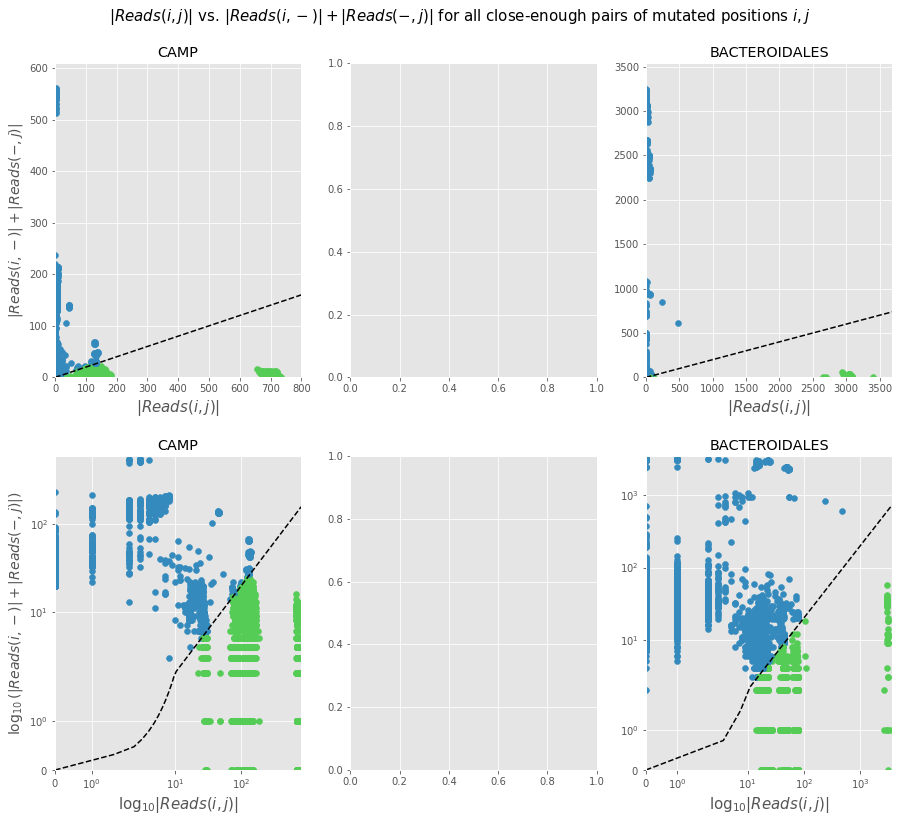 |Reads(i, j)| vs. |Reads(i, −)| + |Reads(−, j)| for all close-enough pairs of mutated positions i, j
CAMP
BACTEROIDALES
|Reads(i, −)| + |Reads(−, j)|
600
500
400
300
200
100
0
0 100 200 300 400 500 600 700 800
|Reads(i, j)|
1.0
0.8
0.6
0.4
0.2
0.0
0.0 0.2 0.4 0.6 0.8 1.0
3500
3000
2500
2000
1500
1000
500
0
0 500 1000 1500 2000 2500 3000 3500
|Reads(i, j)|
CAMP
BACTEROIDALES
log₁₀(|Reads(i, −)| + |Reads(−, j)|)
10²
10¹
10⁰
0
0 10⁰ 10¹ 10²
log₁₀|Reads(i, j)|
1.0
0.8
0.6
0.4
0.2
0.0
0.0 0.2 0.4 0.6 0.8 1.0
10³
10²
10¹
10⁰
0
0 10⁰ 10¹ 10² 10³
log₁₀|Reads(i, j)|